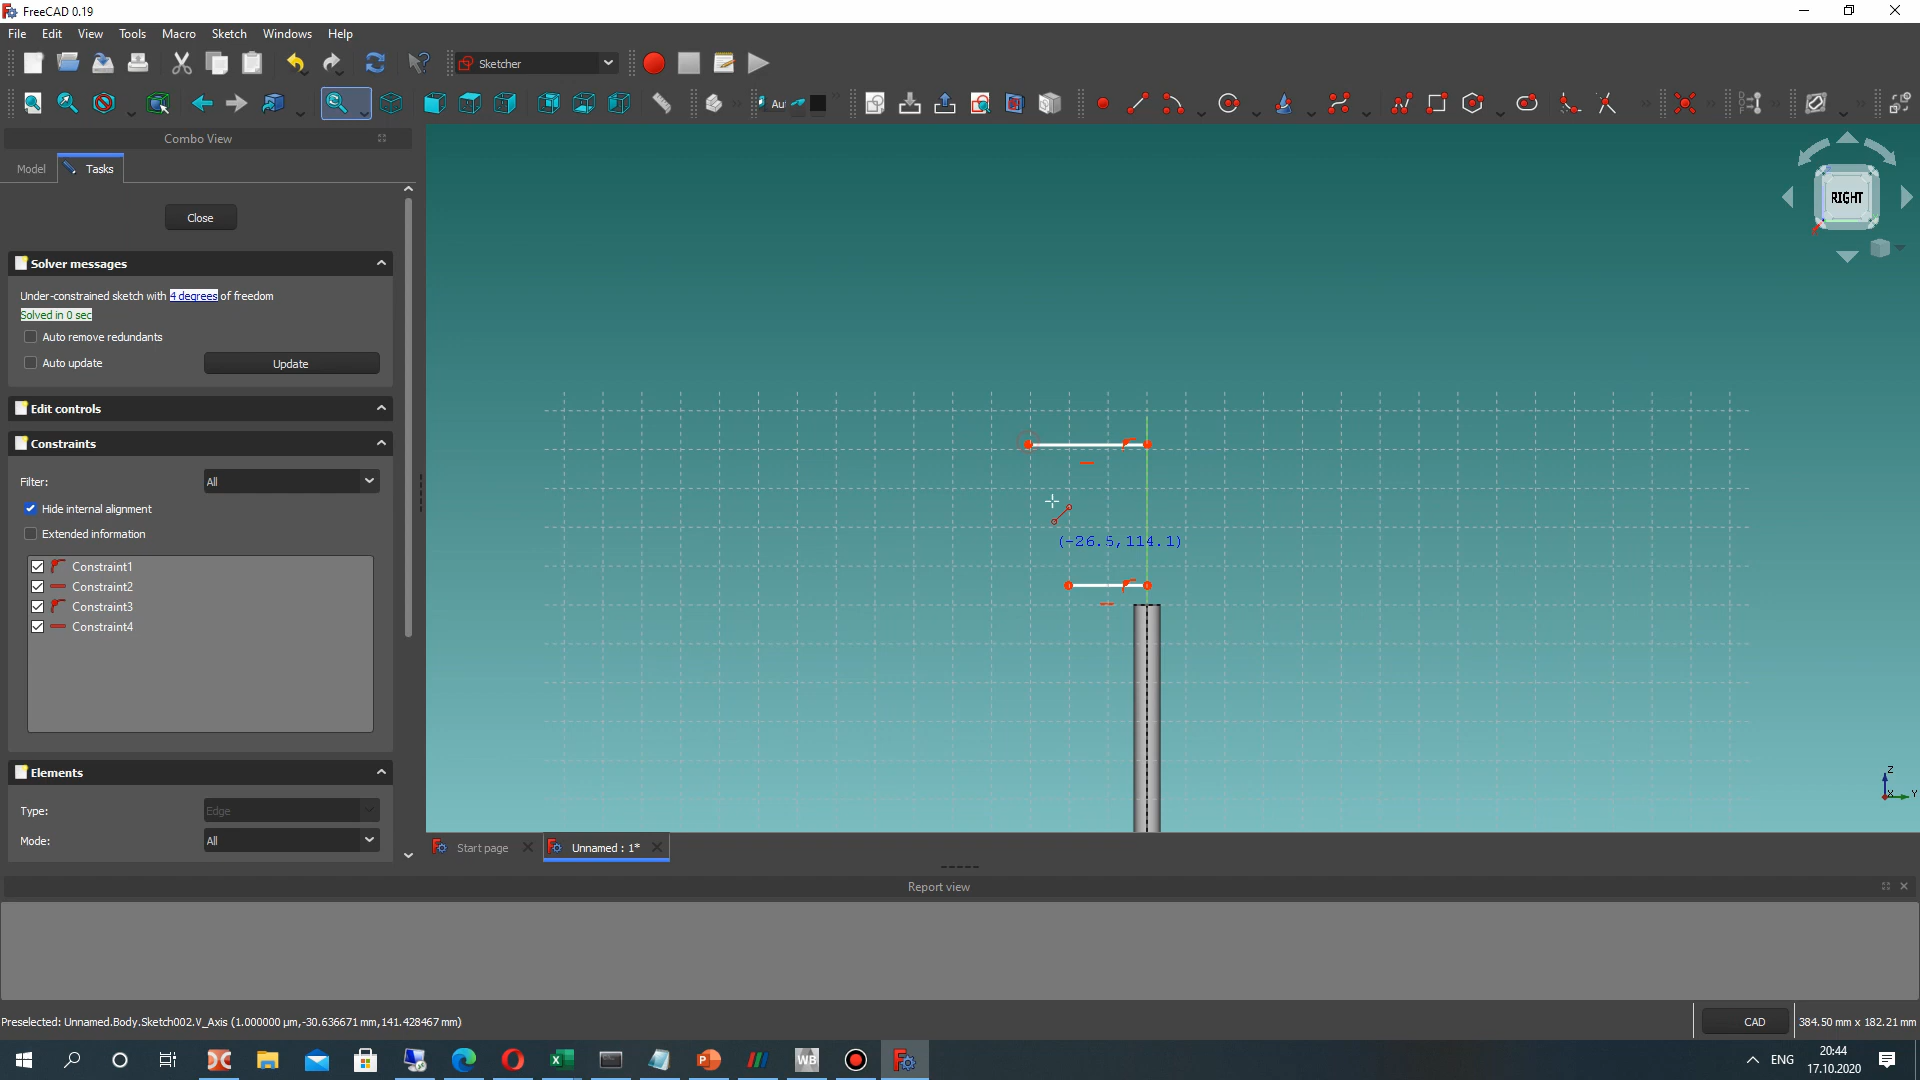 FreeCAD 0.19
File Edit View Tools Macro Sketch Windows Help
Sketcher
Aut
Combo View
Model Tasks
Close
Solver messages
Under-constrained sketch with 4 degrees of freedom
Solved in 0 sec
Auto remove redundants
Auto update Update
Edit controls
Constraints
Filter: All
Hide internal alignment
Extended information
Constraint1
Constraint2
Constraint3
Constraint4
Elements
Type: Edge
Mode: All
RIGHT
(-26.5,114.1)
Z
X Y
Start page Unnamed : 1*
Report view
Preselected: Unnamed.Body.Sketch002.V_Axis (1.000000 µm,-30.636671 mm,141.428467 mm)
CAD 384.50 mm x 182.21 mm
WB
ENG
20:44
17.10.2020